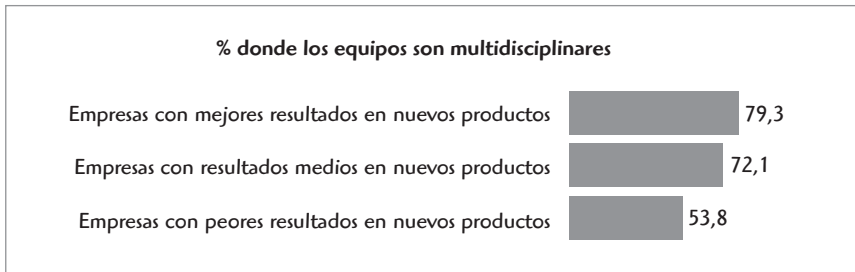 % donde los equipos son multidisciplinares
Empresas con mejores resultados en nuevos productos 79,3
Empresas con resultados medios en nuevos productos 72,1
Empresas con peores resultados en nuevos productos 53,8